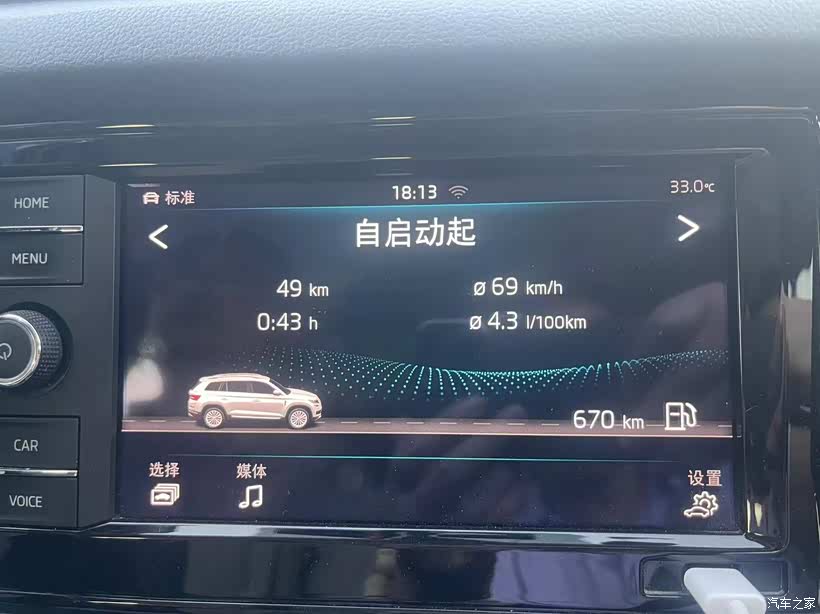 HOME
MENU
CAR
VOICE
标准
18:13
33.0°C
< 自启动起 >
49 km
ø 69 km/h
0:43 h
ø 4.3 l/100km
670 km
选择
媒体
设置
汽车之家